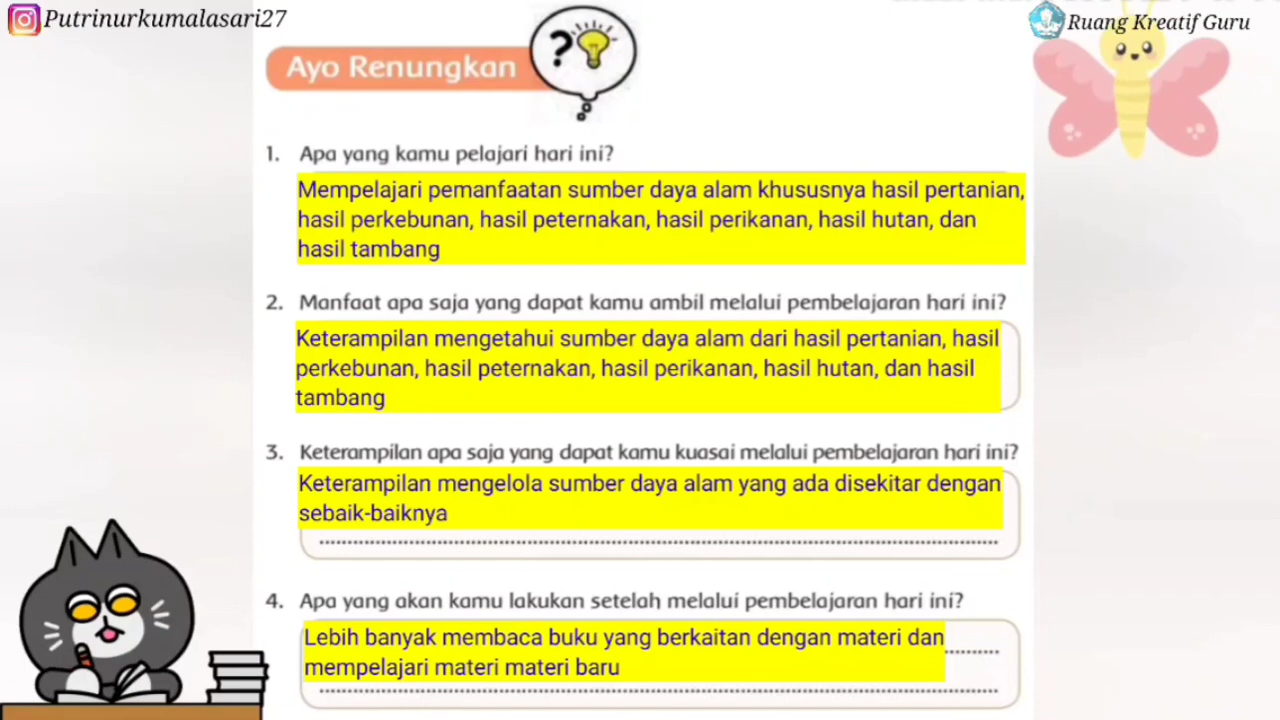 Putrinurkumalasari27
Ruang Kreatif Guru
Ayo Renungkan
?
1. Apa yang kamu pelajari hari ini?
Mempelajari pemanfaatan sumber daya alam khususnya hasil pertanian,
hasil perkebunan, hasil peternakan, hasil perikanan, hasil hutan, dan
hasil tambang
2. Manfaat apa saja yang dapat kamu ambil melalui pembelajaran hari ini?
Keterampilan mengetahui sumber daya alam dari hasil pertanian, hasil
perkebunan, hasil peternakan, hasil perikanan, hasil hutan, dan hasil
tambang
3. Keterampilan apa saja yang dapat kamu kuasai melalui pembelajaran hari ini?
Keterampilan mengelola sumber daya alam yang ada disekitar dengan
sebaik-baiknya
4. Apa yang akan kamu lakukan setelah melalui pembelajaran hari ini?
Lebih banyak membaca buku yang berkaitan dengan materi dan
mempelajari materi materi baru